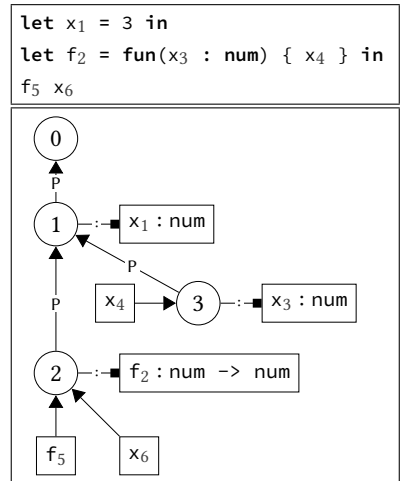 let x₁ = 3 in
let f₂ = fun(x₃ : num) { x₄ } in
f₅ x₆
0
P
1 : x₁ : num
P
P x₄ 3 : x₃ : num
2 : f₂ : num -> num
f₅ x₆